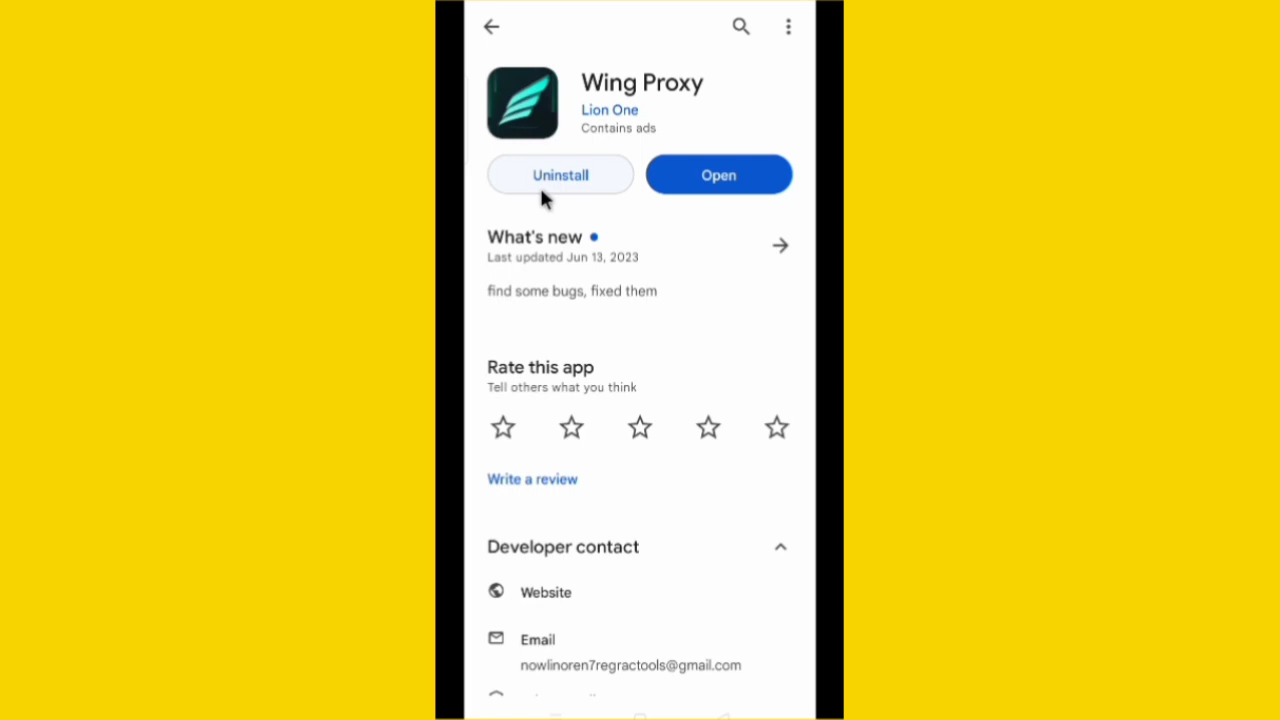 Wing Proxy
Lion One
Contains ads
Uninstall
Open
What's new
Last updated Jun 13, 2023
find some bugs, fixed them
Rate this app
Tell others what you think
Write a review
Developer contact
Website
Email
nowlinoren7regractools@gmail.com